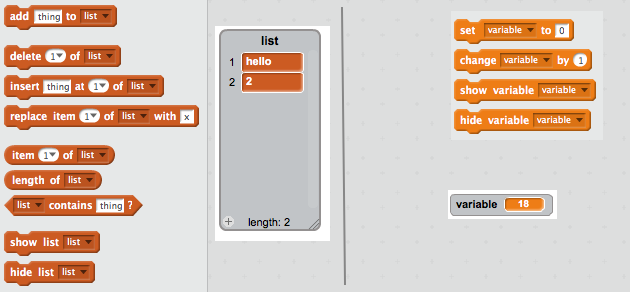 add thing to list
delete 1 of list
insert thing at 1 of list
replace item 1 of list with x
item 1 of list
length of list
list contains thing ?
show list list
hide list list
list
1 hello
2 2
+ length: 2
set variable to 0
change variable by 1
show variable variable
hide variable variable
variable 18